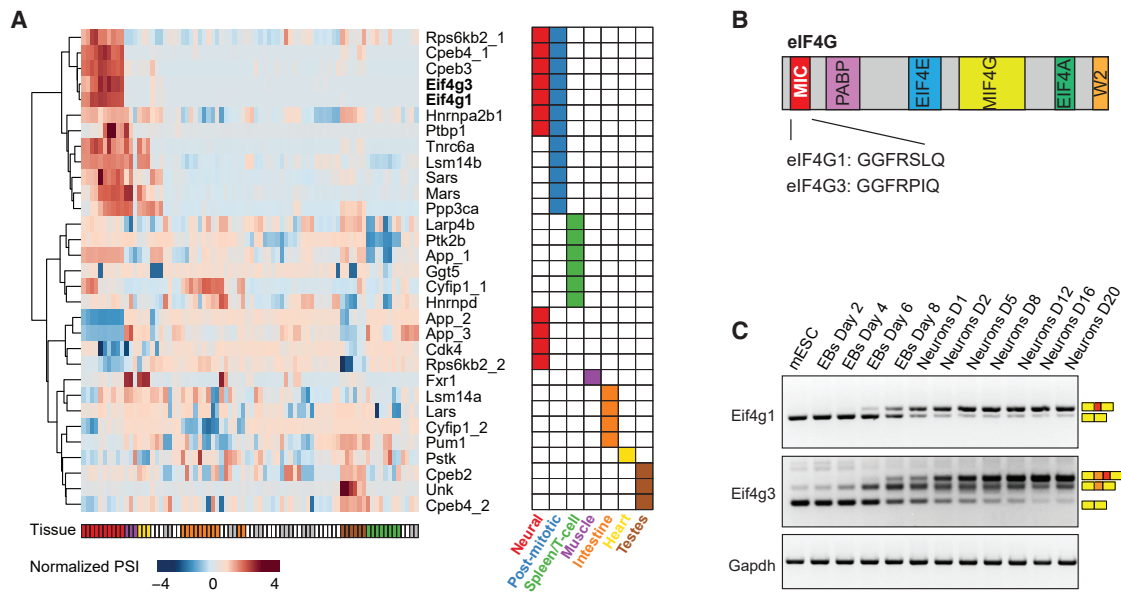 A
Rps6kb2_1
Cpeb4_1
Cpeb3
Eif4g3
Eif4g1
Hnrnpa2b1
Ptbp1
Tnrc6a
Lsm14b
Sars
Mars
Ppp3ca
Larp4b
Ptk2b
App_1
Ggt5
Cyfip1_1
Hnrnpd
App_2
App_3
Cdk4
Rps6kb2_2
Fxr1
Lsm14a
Lars
Cyfip1_2
Pum1
Pstk
Cpeb2
Unk
Cpeb4_2
Tissue
Normalized PSI
−4 0 4
Neural
Post-mitotic
Spleen/T-cell
Muscle
Intestine
Heart
Testes
B
eIF4G
MIC PABP EIF4E MIF4G EIF4A W2
eIF4G1: GGFRSLQ
eIF4G3: GGFRPIQ
C
mESC
EBs Day 2
EBs Day 4
EBs Day 6
EBs Day 8
Neurons D1
Neurons D2
Neurons D5
Neurons D8
Neurons D12
Neurons D16
Neurons D20
Eif4g1
Eif4g3
Gapdh